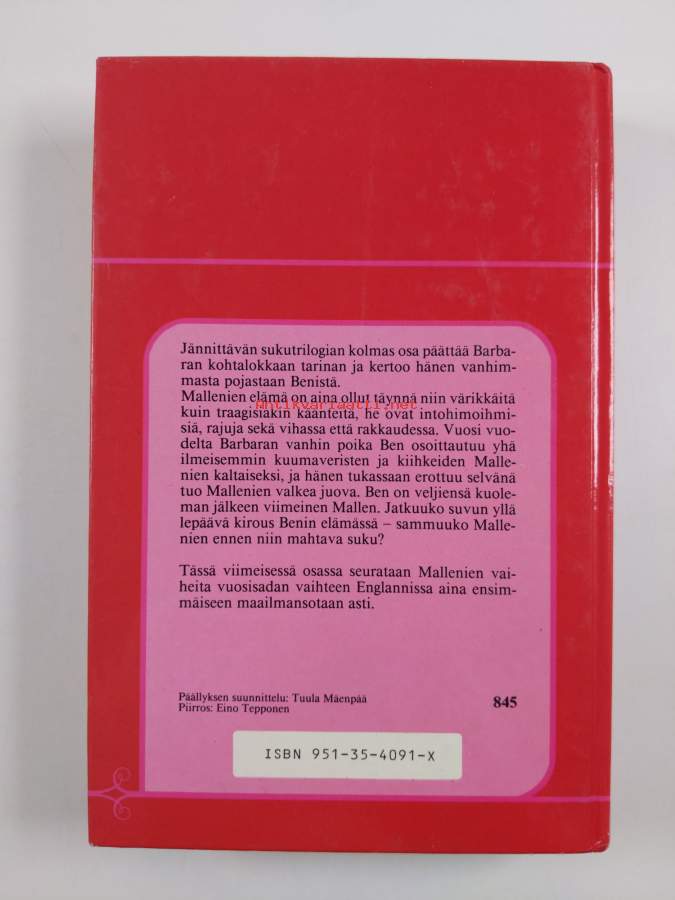 Jännittävän sukutrilogian kolmas osa päättää Barba-
ran kohtalokkaan tarinan ja kertoo hänen vanhim-
masta pojastaan Benistä.
Mallenien elämä on aina ollut täynnä niin värikkäitä
antikvariaatti.net
kuin traagisiakin käänteitä, he ovat intohimoihmi-
siä, rajuja sekä vihassa että rakkaudessa. Vuosi vuo-
delta Barbaran vanhin poika Ben osoittautuu yhä
ilmeisemmin kuumaveristen ja kiihkeiden Malle-
nien kaltaiseksi, ja hänen tukassaan erottuu selvänä
tuo Mallenien valkea juova. Ben on veljiensä kuole-
man jälkeen viimeinen Mallen. Jatkuuko suvun yllä
lepäävä kirous Benin elämässä – sammuuko Malle-
nien ennen niin mahtava suku?
Tässä viimeisessä osassa seurataan Mallenien vai-
heita vuosisadan vaihteen Englannissa aina ensim-
mäiseen maailmansotaan asti.
Päällyksen suunnittelu: Tuula Mäenpää
Piirros: Eino Tepponen
845
ISBN 951-35-4091-X